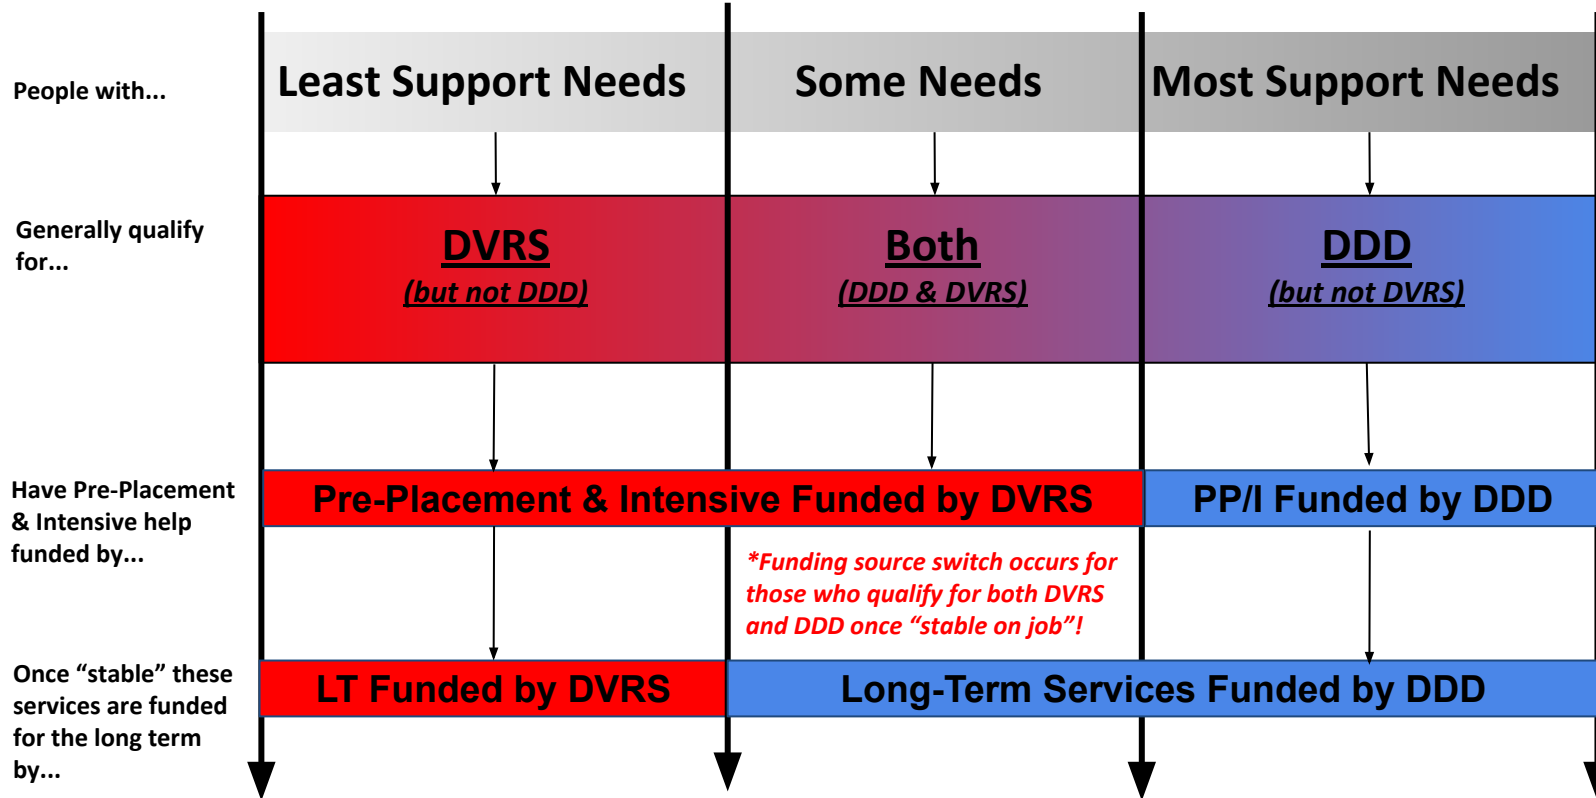 People with...
Least Support Needs
Some Needs
Most Support Needs
Generally qualify
for...
DVRS
(but not DDD)
Both
(DDD & DVRS)
DDD
(but not DVRS)
Have Pre-Placement
& Intensive help
funded by...
Pre-Placement & Intensive Funded by DVRS
PP/I Funded by DDD
*Funding source switch occurs for
those who qualify for both DVRS
and DDD once “stable on job”!
Once “stable” these
services are funded
for the long term
by...
LT Funded by DVRS
Long-Term Services Funded by DDD